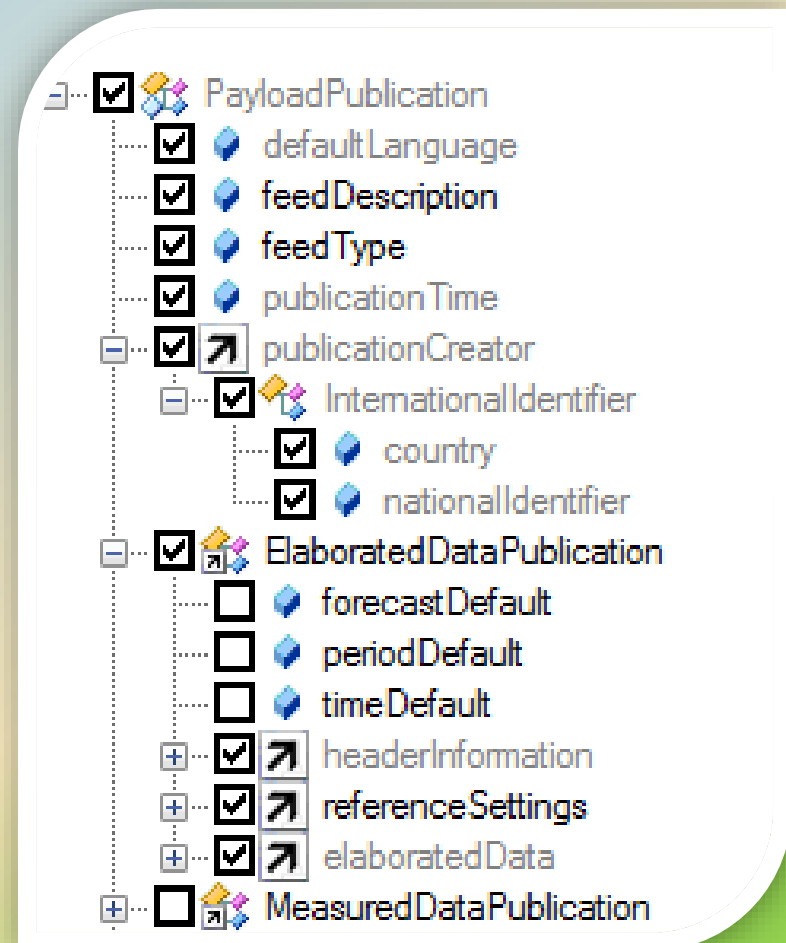 PayloadPublication
defaultLanguage
feedDescription
feedType
publicationTime
publicationCreator
InternationalIdentifier
country
nationalIdentifier
ElaboratedDataPublication
forecastDefault
periodDefault
timeDefault
headerInformation
referenceSettings
elaboratedData
MeasuredDataPublication